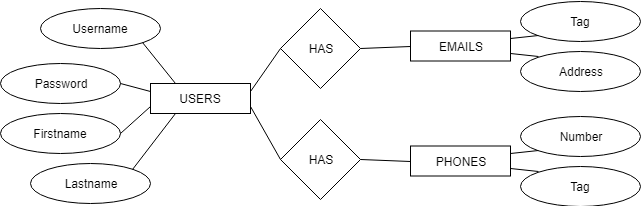 Username
Password
Firstname
Lastname
USERS
HAS
EMAILS
Tag
Address
HAS
PHONES
Number
Tag